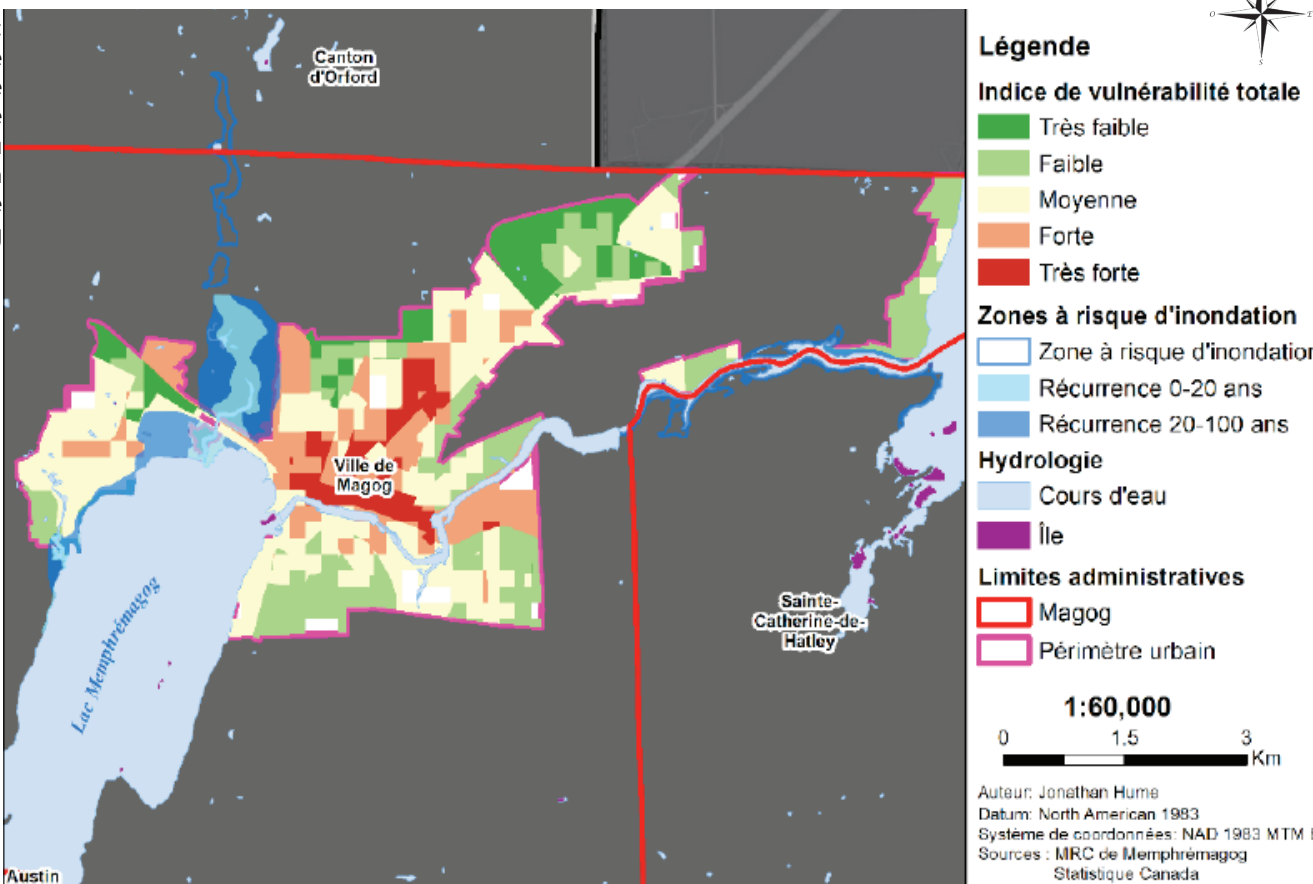 Canton
d'Orford
Ville de
Magog
Lac Memphrémagog
Sainte-
Catherine-de-
Hatley
Austin
O
E
S
Légende
Indice de vulnérabilité totale
Très faible
Faible
Moyenne
Forte
Très forte
Zones à risque d'inondation
Zone à risque d'inondation
Récurrence 0-20 ans
Récurrence 20-100 ans
Hydrologie
Cours d'eau
Île
Limites administratives
Magog
Périmètre urbain
1:60,000
0 1.5 3
Km
Auteur: Jonathan Hume
Datum: North American 1983
Système de coordonnées: NAD 1983 MTM
Sources : MRC de Memphrémagog
Statistique Canada